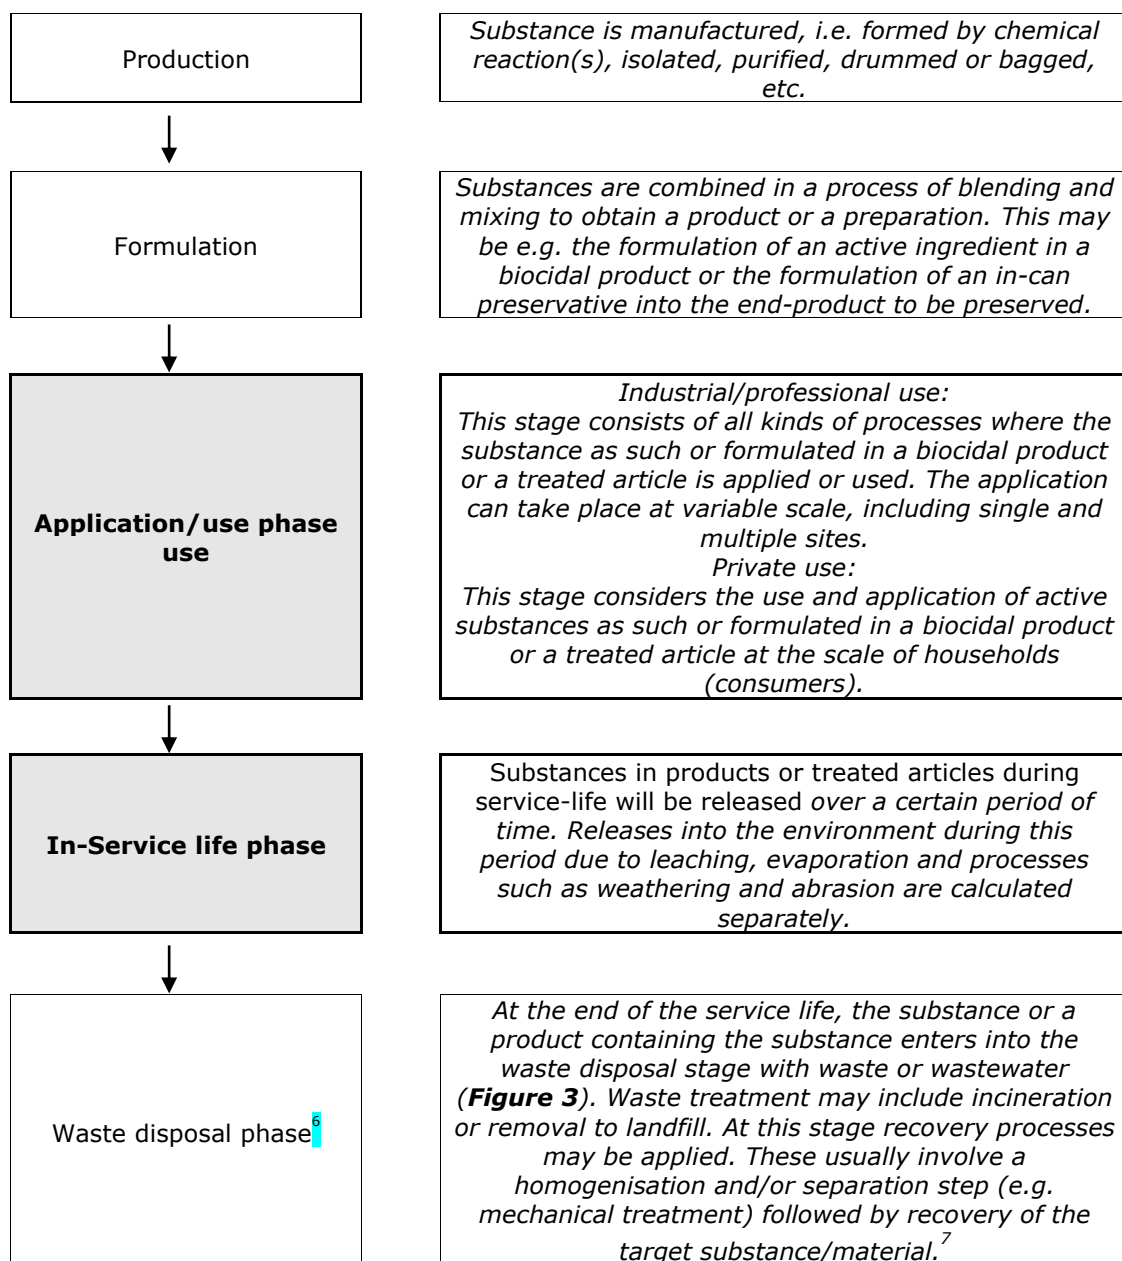 Production
Substance is manufactured, i.e. formed by chemical
reaction(s), isolated, purified, drummed or bagged,
etc.
Formulation
Substances are combined in a process of blending and
mixing to obtain a product or a preparation. This may
be e.g. the formulation of an active ingredient in a
biocidal product or the formulation of an in-can
preservative into the end-product to be preserved.
Application/use phase
use
Industrial/professional use:
This stage consists of all kinds of processes where the
substance as such or formulated in a biocidal product
or a treated article is applied or used. The application
can take place at variable scale, including single and
multiple sites.
Private use:
This stage considers the use and application of active
substances as such or formulated in a biocidal product
or a treated article at the scale of households
(consumers).
In-Service life phase
Substances in products or treated articles during
service-life will be released over a certain period of
time. Releases into the environment during this
period due to leaching, evaporation and processes
such as weathering and abrasion are calculated
separately.
Waste disposal phase6
At the end of the service life, the substance or a
product containing the substance enters into the
waste disposal stage with waste or wastewater
(Figure 3). Waste treatment may include incineration
or removal to landfill. At this stage recovery processes
may be applied. These usually involve a
homogenisation and/or separation step (e.g.
mechanical treatment) followed by recovery of the
target substance/material.7